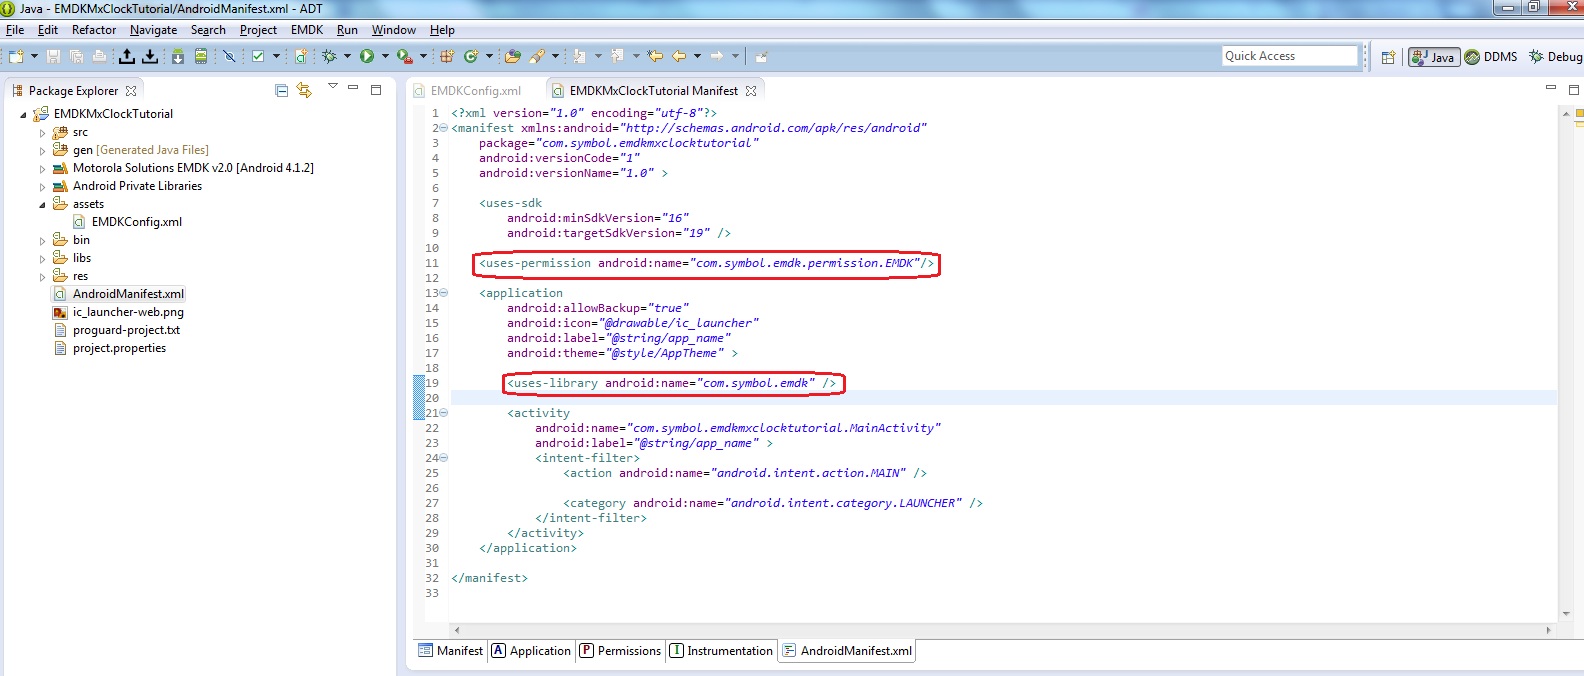 Java - EMDKMxClockTutorial/AndroidManifest.xml - ADT
File Edit Refactor Navigate Search Project EMDK Run Window Help
Quick Access
Java
DDMS
Debug
Package Explorer
EMDKMxClockTutorial
src
gen [Generated Java Files]
Motorola Solutions EMDK v2.0 [Android 4.1.2]
Android Private Libraries
assets
EMDKConfig.xml
bin
libs
res
AndroidManifest.xml
ic_launcher-web.png
proguard-project.txt
project.properties
EMDKConfig.xml
EMDKMxClockTutorial Manifest
1 <?xml version="1.0" encoding="utf-8"?>
2 <manifest xmlns:android="http://schemas.android.com/apk/res/android"
3 package="com.symbol.emdkmxclocktutorial"
4 android:versionCode="1"
5 android:versionName="1.0" >
6
7 <uses-sdk
8 android:minSdkVersion="16"
9 android:targetSdkVersion="19" />
10
11 <uses-permission android:name="com.symbol.emdk.permission.EMDK"/>
12
13 <application
14 android:allowBackup="true"
15 android:icon="@drawable/ic_launcher"
16 android:label="@string/app_name"
17 android:theme="@style/AppTheme" >
18
19 <uses-library android:name="com.symbol.emdk" />
20
21 <activity
22 android:name="com.symbol.emdkmxclocktutorial.MainActivity"
23 android:label="@string/app_name" >
24 <intent-filter>
25 <action android:name="android.intent.action.MAIN" />
26
27 <category android:name="android.intent.category.LAUNCHER" />
28 </intent-filter>
29 </activity>
30 </application>
31
32 </manifest>
33
Manifest
A Application
P Permissions
I Instrumentation
AndroidManifest.xml